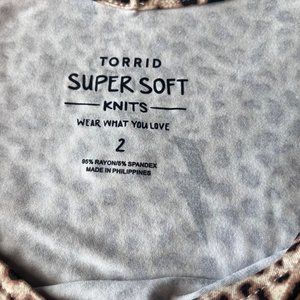 TORRID
SUPER SOFT
KNITS
WEAR WHAT YOU LOVE
2
95% RAYON/5% SPANDEX
MADE IN PHILIPPINES